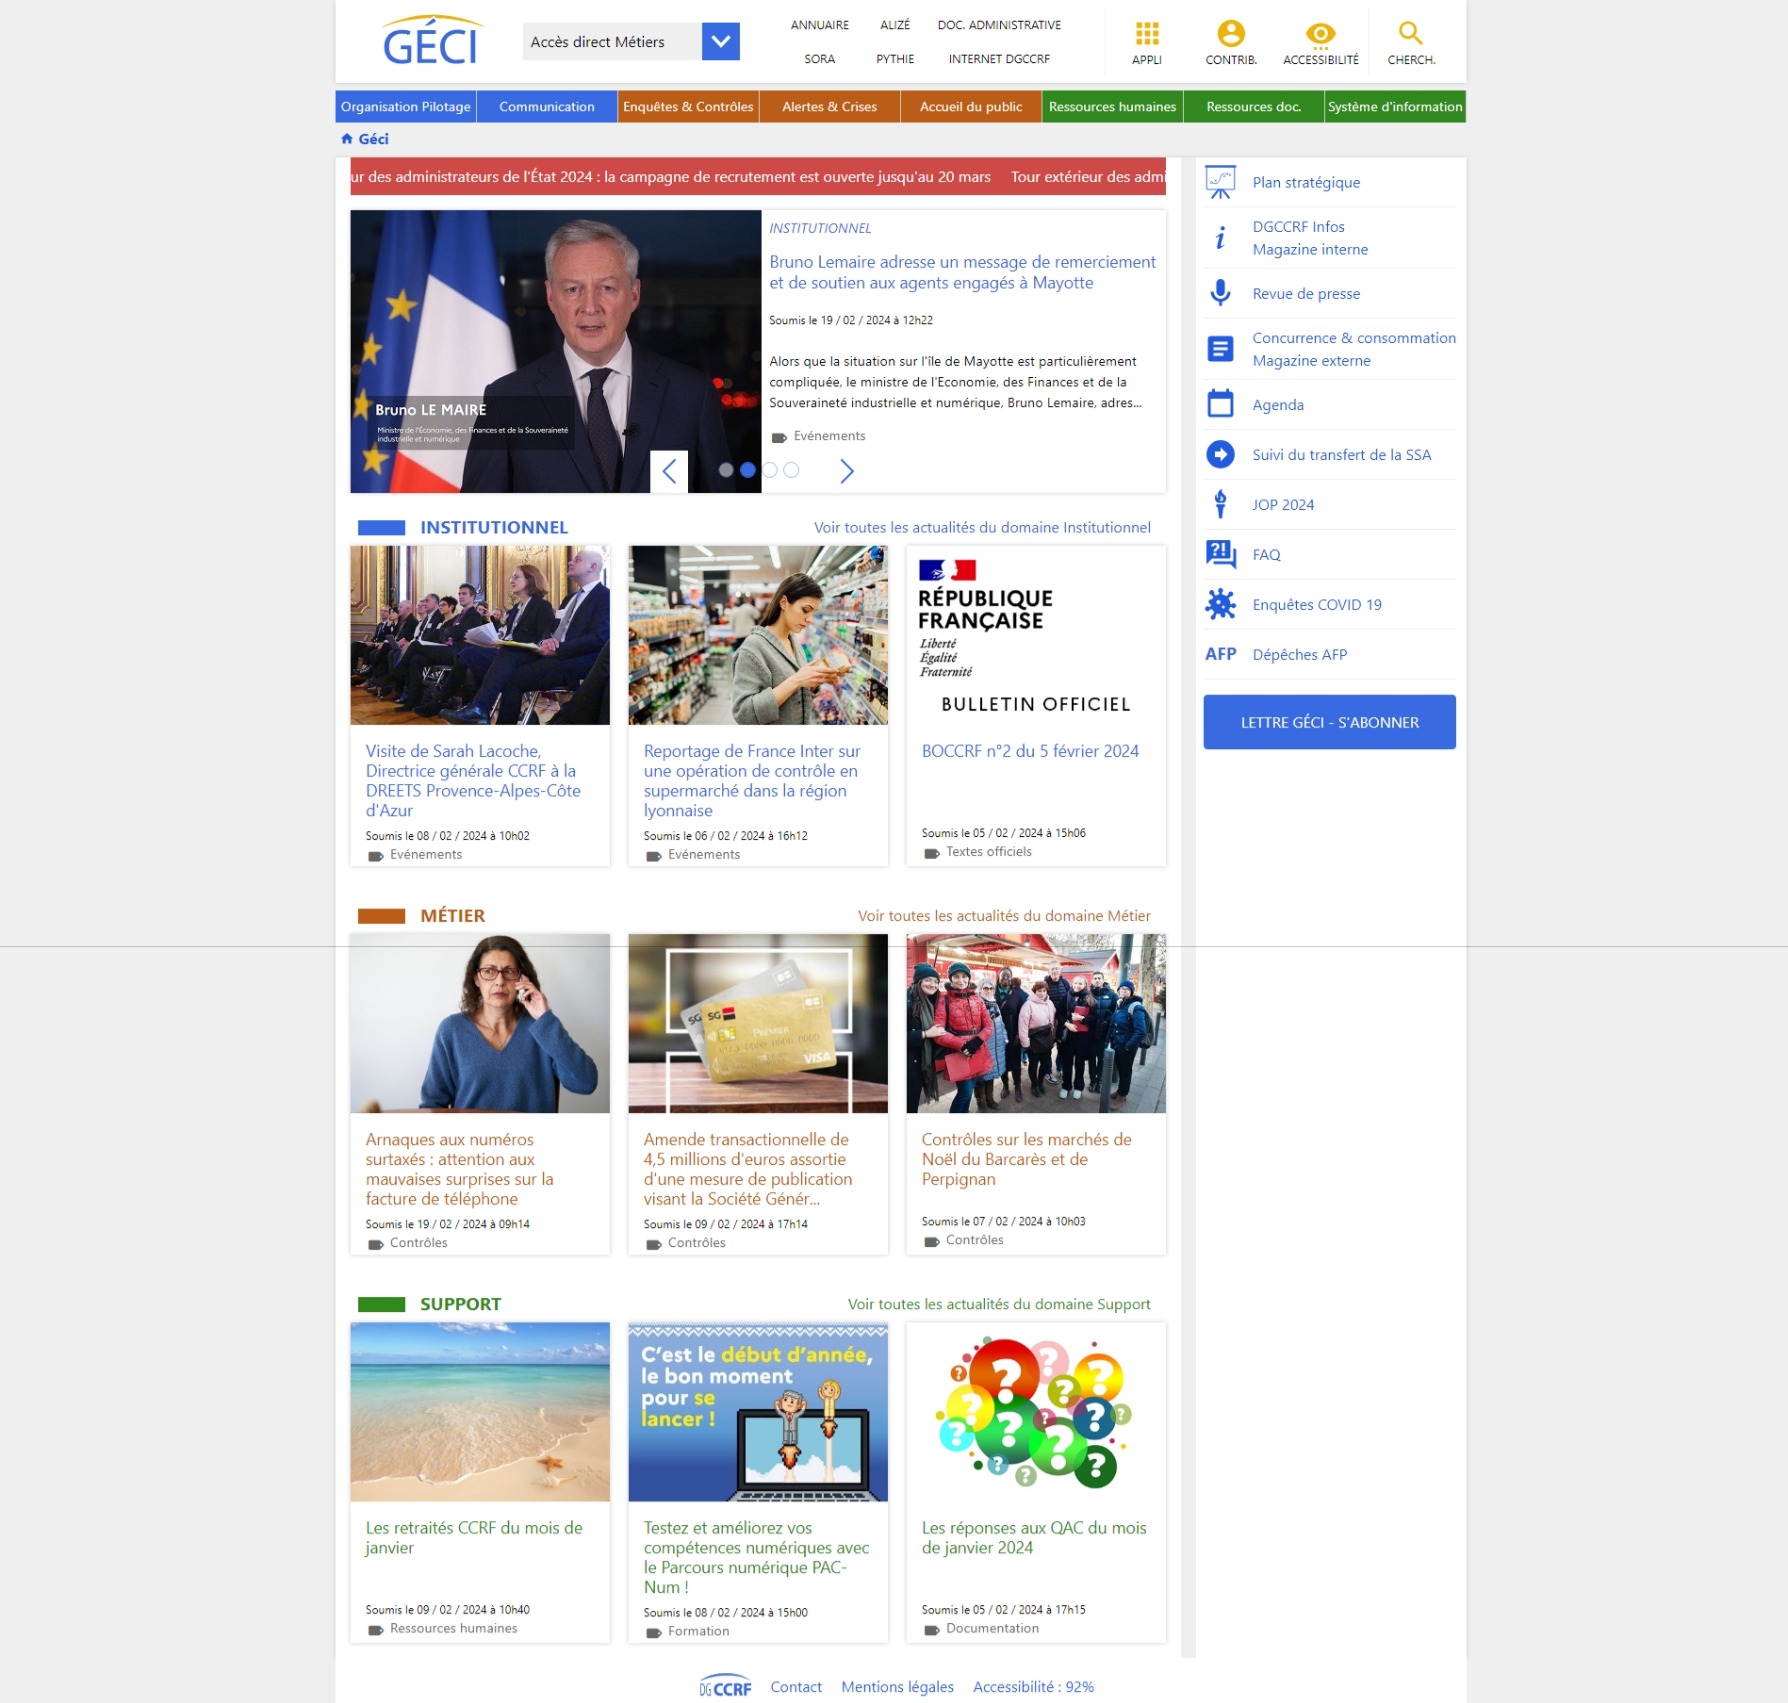 GÉCI
Accès direct Métiers
ANNUAIRE ALIZÉ DOC. ADMINISTRATIVE
SORA PYTHIE INTERNET DGCCRF
APPLI CONTRIB. ACCESSIBILITÉ CHERCH.
Organisation Pilotage Communication Enquêtes & Contrôles Alertes & Crises Accueil du public Ressources humaines Ressources doc. Système d'information
Géci
ur des administrateurs de l'État 2024 : la campagne de recrutement est ouverte jusqu'au 20 mars Tour extérieur des admi
Bruno LE MAIRE
Ministre de l'Économie, des Finances et de la Souveraineté
industrielle et numérique
INSTITUTIONNEL
Bruno Lemaire adresse un message de remerciement
et de soutien aux agents engagés à Mayotte
Soumis le 19 / 02 / 2024 à 12h22
Alors que la situation sur l'île de Mayotte est particulièrement
compliquée, le ministre de l'Economie, des Finances et de la
Souveraineté industrielle et numérique, Bruno Lemaire, adres...
Evénements
INSTITUTIONNEL
Voir toutes les actualités du domaine Institutionnel
Visite de Sarah Lacoche,
Directrice générale CCRF à la
DREETS Provence-Alpes-Côte
d'Azur
Soumis le 08 / 02 / 2024 à 10h02
Evénements
Reportage de France Inter sur
une opération de contrôle en
supermarché dans la région
lyonnaise
Soumis le 06 / 02 / 2024 à 16h12
Evénements
RÉPUBLIQUE
FRANÇAISE
Liberté
Égalité
Fraternité
BULLETIN OFFICIEL
BOCCRF n°2 du 5 février 2024
Soumis le 05 / 02 / 2024 à 15h06
Textes officiels
MÉTIER
Voir toutes les actualités du domaine Métier
Arnaques aux numéros
surtaxés : attention aux
mauvaises surprises sur la
facture de téléphone
Soumis le 19 / 02 / 2024 à 09h14
Contrôles
SG
SG
PREMIER
VISA
Amende transactionnelle de
4,5 millions d'euros assortie
d'une mesure de publication
visant la Société Génér...
Soumis le 09 / 02 / 2024 à 17h14
Contrôles
Contrôles sur les marchés de
Noël du Barcarès et de
Perpignan
Soumis le 07 / 02 / 2024 à 10h03
Contrôles
SUPPORT
Voir toutes les actualités du domaine Support
Les retraités CCRF du mois de
janvier
Soumis le 09 / 02 / 2024 à 10h40
Ressources humaines
C'est le début d'année,
le bon moment
pour se
lancer !
Testez et améliorez vos
compétences numériques avec
le Parcours numérique PAC-
Num !
Soumis le 08 / 02 / 2024 à 15h00
Formation
Les réponses aux QAC du mois
de janvier 2024
Soumis le 05 / 02 / 2024 à 17h15
Documentation
Plan stratégique
DGCCRF Infos
Magazine interne
Revue de presse
Concurrence & consommation
Magazine externe
Agenda
Suivi du transfert de la SSA
JOP 2024
FAQ
Enquêtes COVID 19
AFP Dépêches AFP
LETTRE GÉCI - S'ABONNER
DGCCRF Contact Mentions légales Accessibilité : 92%